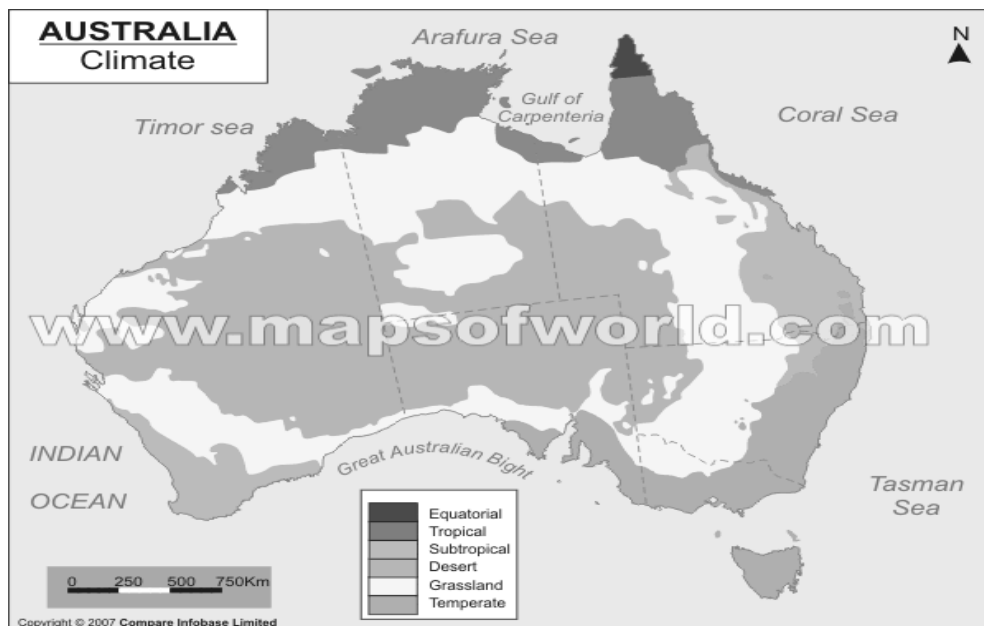 AUSTRALIA
Climate
Arafura Sea
N
Gulf of
Carpenteria
Timor sea
Coral Sea
www.mapsofworld.com
INDIAN
OCEAN
Great Australian Bight
Tasman
Sea
Equatorial
Tropical
Subtropical
Desert
Grassland
Temperate
0 250 500 750Km
Copyright © 2007 Compare Infobase Limited